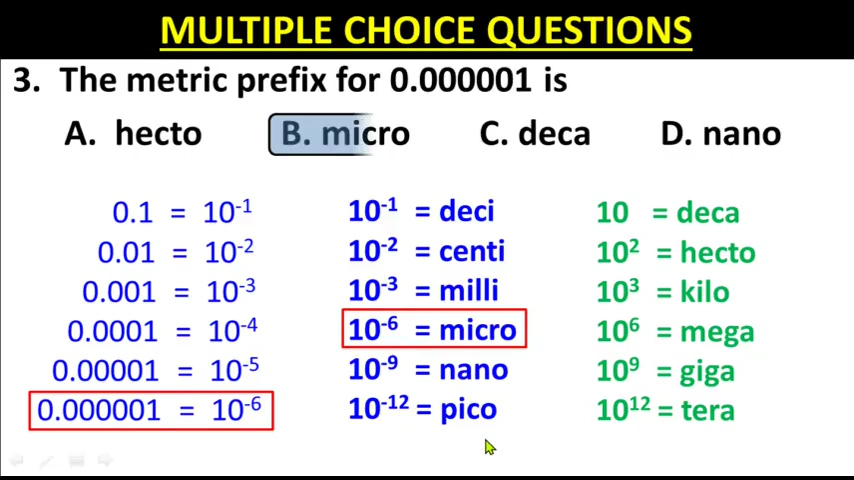 MULTIPLE CHOICE QUESTIONS
3. The metric prefix for 0.000001 is
A. hecto B. micro C. deca D. nano
0.1 = 10⁻¹ 10⁻¹ = deci 10 = deca
0.01 = 10⁻² 10⁻² = centi 10² = hecto
0.001 = 10⁻³ 10⁻³ = milli 10³ = kilo
0.0001 = 10⁻⁴ 10⁻⁶ = micro 10⁶ = mega
0.00001 = 10⁻⁵ 10⁻⁹ = nano 10⁹ = giga
0.000001 = 10⁻⁶ 10⁻¹² = pico 10¹² = tera